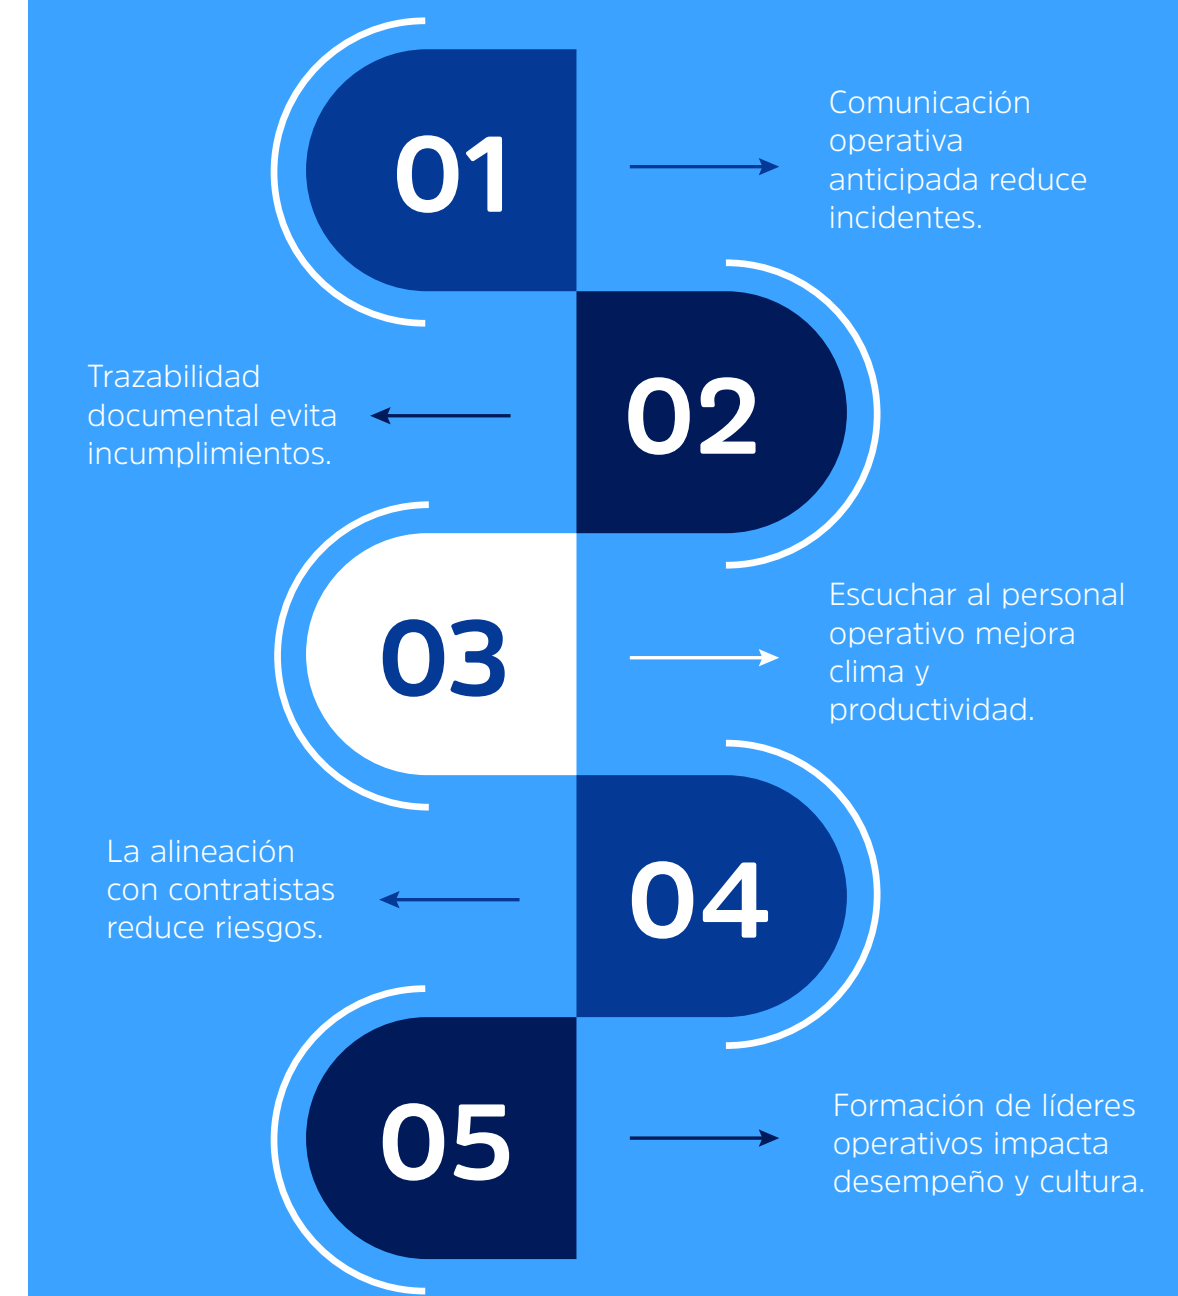 01
Comunicación
operativa
anticipada reduce
incidentes.
02
Trazabilidad
documental evita
incumplimientos.
03
Escuchar al personal
operativo mejora
clima y
productividad.
04
La alineación
con contratistas
reduce riesgos.
05
Formación de líderes
operativos impacta
desempeño y cultura.